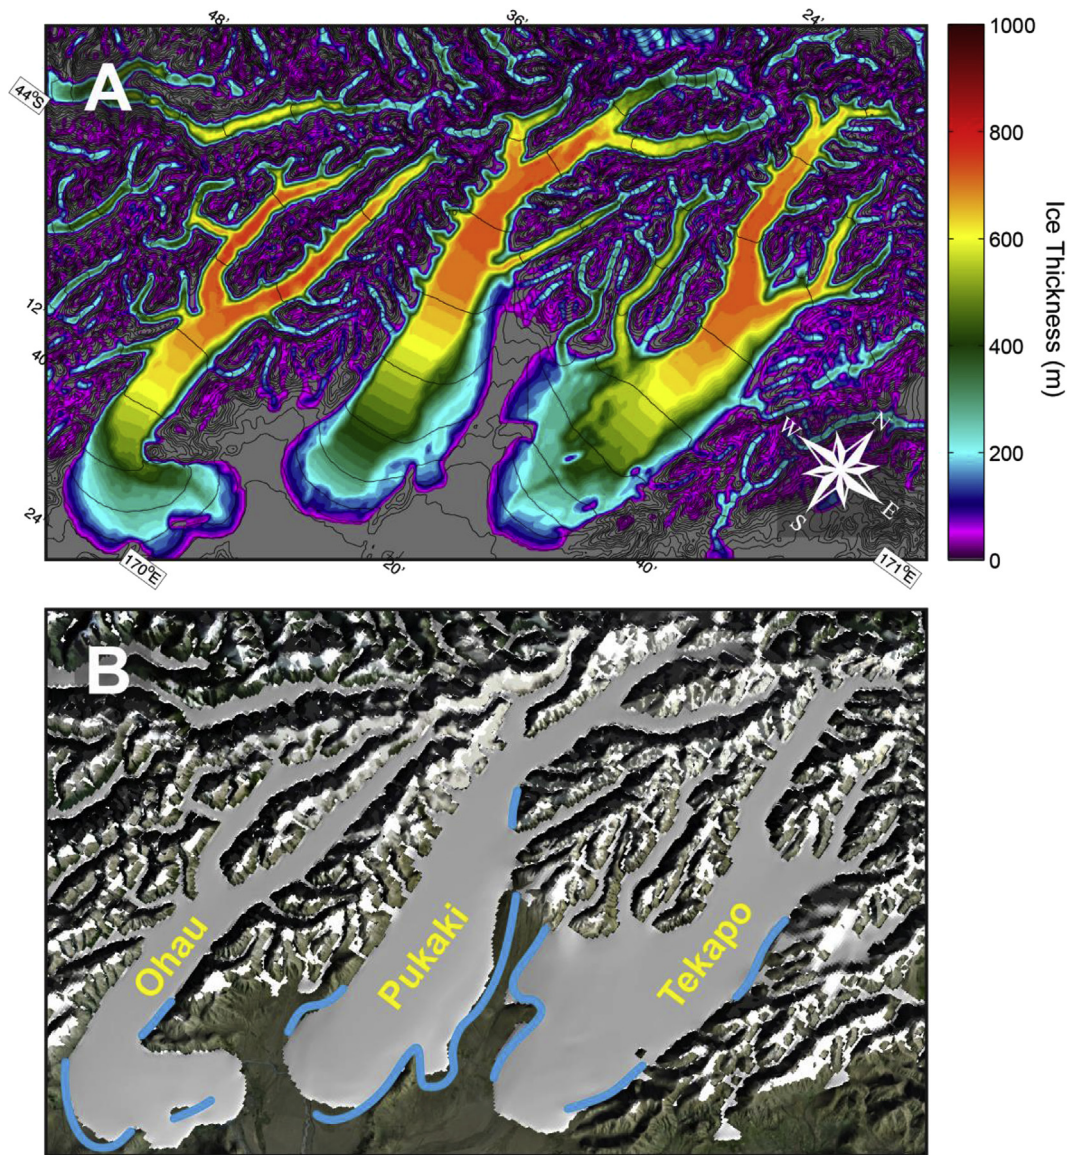 48'
36'
24'
1000
A
44°S
800
Ice Thickness (m)
600
12'
400
40'
W
N
200
S
E
24'
0
170°E
20'
40'
171°E
B
Ohau
Pukaki
Tekapo